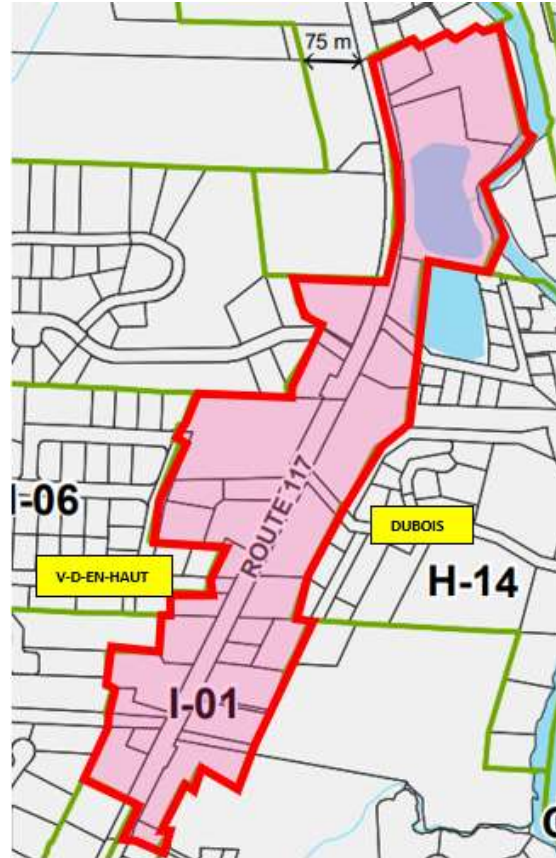 75 m
ROUTE 117
I-06
DUBOIS
V-D-EN-HAUT
H-14
I-01